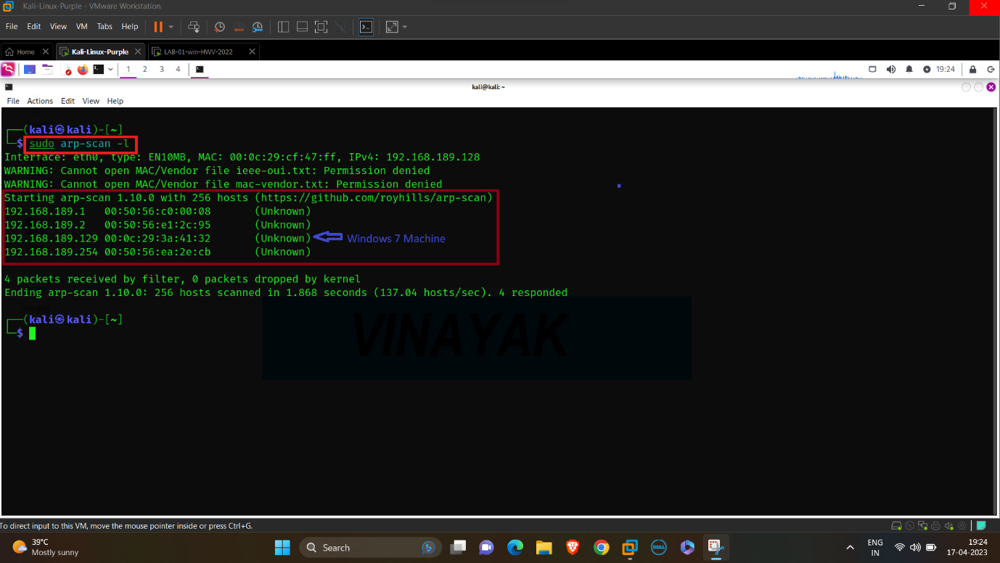 Kali-Linux-Purple - VMware Workstation
File Edit View VM Tabs Help
Home Kali-Linux-Purple LAB-01-win-HWV-2022
1 2 3 4 19:24
kali@kali: ~
File Actions Edit View Help
┌──(kali㉿kali)-[~]
└─$ sudo arp-scan -l
Interface: eth0, type: EN10MB, MAC: 00:0c:29:cf:47:ff, IPv4: 192.168.189.128
WARNING: Cannot open MAC/Vendor file ieee-oui.txt: Permission denied
WARNING: Cannot open MAC/Vendor file mac-vendor.txt: Permission denied
Starting arp-scan 1.10.0 with 256 hosts (https://github.com/royhills/arp-scan)
192.168.189.1 00:50:56:c0:00:08 (Unknown)
192.168.189.2 00:50:56:e1:2c:95 (Unknown)
192.168.189.129 00:0c:29:3a:41:32 (Unknown) Windows 7 Machine
192.168.189.254 00:50:56:ea:2e:cb (Unknown)
4 packets received by filter, 0 packets dropped by kernel
Ending arp-scan 1.10.0: 256 hosts scanned in 1.868 seconds (137.04 hosts/sec). 4 responded
┌──(kali㉿kali)-[~]
└─$
VINAYAK
To direct input to this VM, move the mouse pointer inside or press Ctrl+G.
39°C
Mostly sunny
Search
DELL
ENG
IN
19:24
17-04-2023